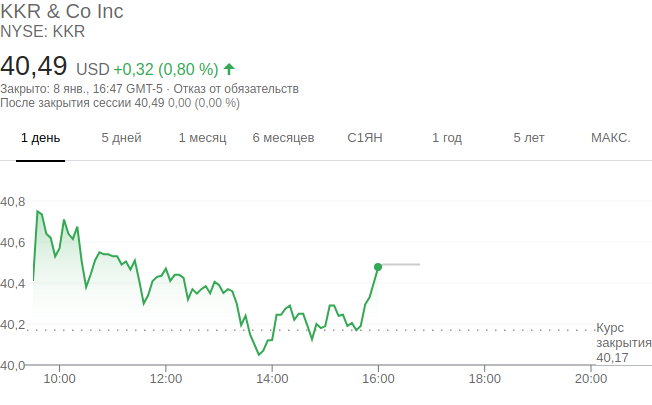 KKR & Co Inc
NYSE: KKR
40,49 USD +0,32 (0,80 %)
Закрыто: 8 янв., 16:47 GMT-5 · Отказ от обязательств
После закрытия сессии 40,49 0,00 (0,00 %)
1 день 5 дней 1 месяц 6 месяцев С1ЯН 1 год 5 лет МАКС.
40,8
40,6
40,4
40,2
40,0
Курс
закрытия
40,17
10:00 12:00 14:00 16:00 18:00 20:00